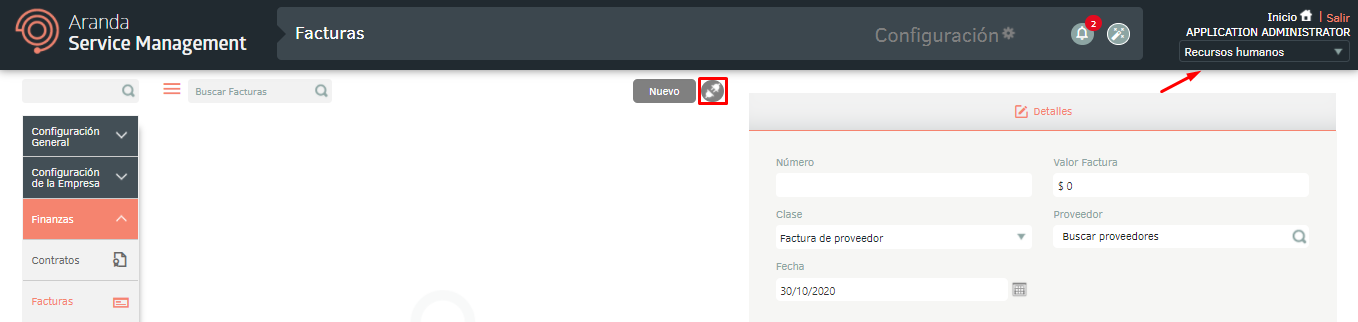 Aranda
Service Management
Facturas
Configuración
2
Inicio | Salir
APPLICATION ADMINISTRATOR
Recursos humanos
Buscar Facturas
Nuevo
Detalles
Configuración
General
Configuración
de la Empresa
Finanzas
Contratos
Facturas
Número
Valor Factura
$ 0
Clase
Proveedor
Factura de proveedor
Buscar proveedores
Fecha
30/10/2020